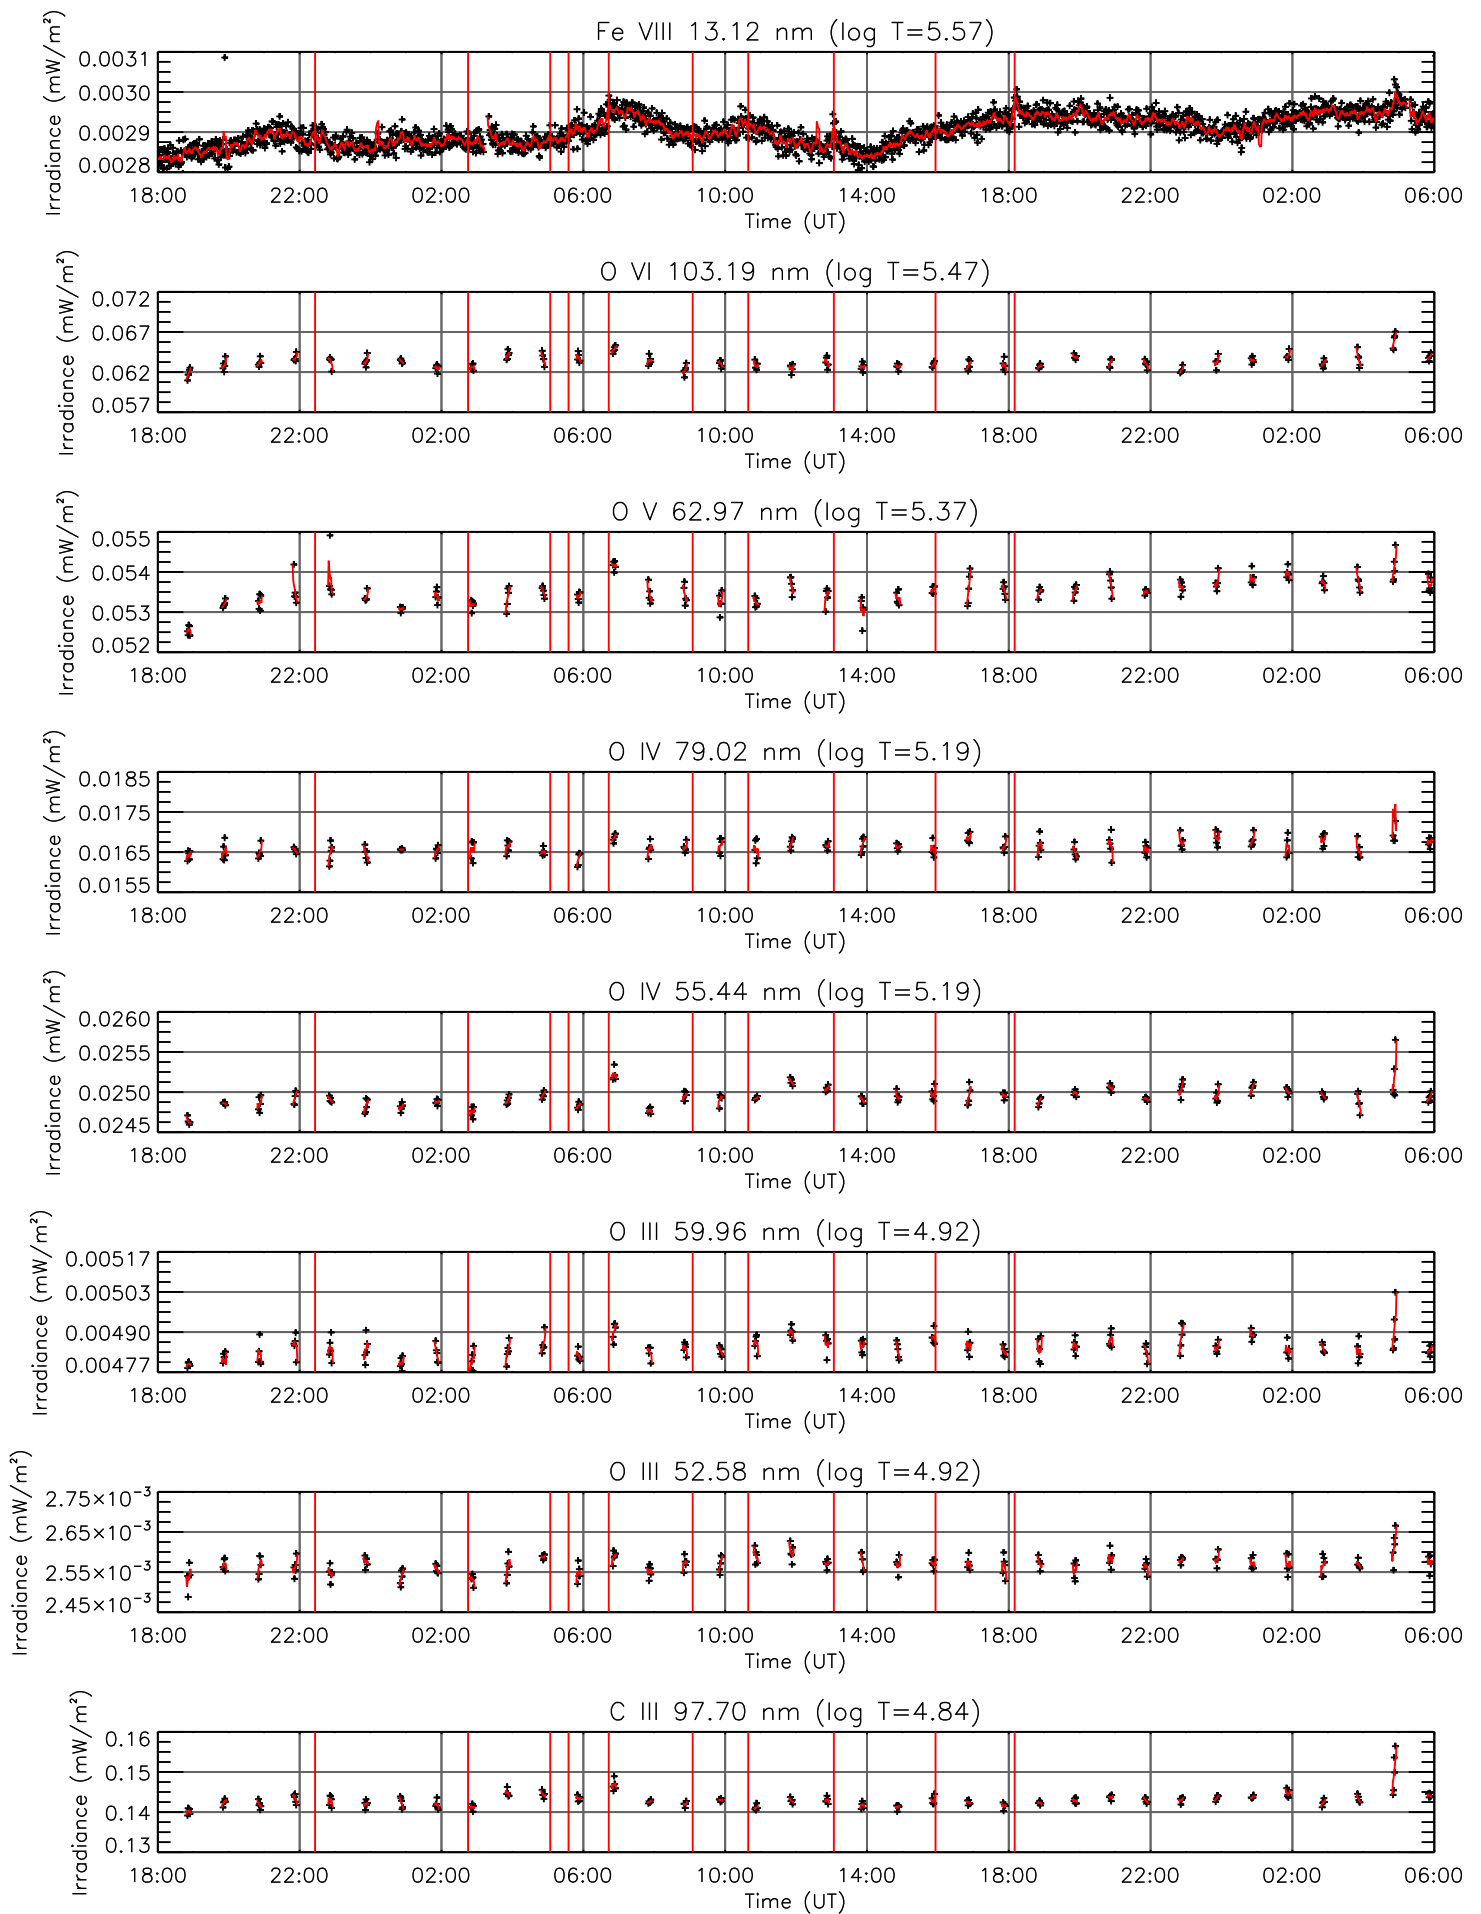 Fe VIII 13.12 nm (log T=5.57)
Irradiance (mW/m²)
0.0031
0.0030
0.0029
0.0028
18:00 22:00 02:00 06:00 10:00 14:00 18:00 22:00 02:00 06:00
Time (UT)
O VI 103.19 nm (log T=5.47)
Irradiance (mW/m²)
0.072
0.067
0.062
0.057
18:00 22:00 02:00 06:00 10:00 14:00 18:00 22:00 02:00 06:00
Time (UT)
O V 62.97 nm (log T=5.37)
Irradiance (mW/m²)
0.055
0.054
0.053
0.052
18:00 22:00 02:00 06:00 10:00 14:00 18:00 22:00 02:00 06:00
Time (UT)
O IV 79.02 nm (log T=5.19)
Irradiance (mW/m²)
0.0185
0.0175
0.0165
0.0155
18:00 22:00 02:00 06:00 10:00 14:00 18:00 22:00 02:00 06:00
Time (UT)
O IV 55.44 nm (log T=5.19)
Irradiance (mW/m²)
0.0260
0.0255
0.0250
0.0245
18:00 22:00 02:00 06:00 10:00 14:00 18:00 22:00 02:00 06:00
Time (UT)
O III 59.96 nm (log T=4.92)
Irradiance (mW/m²)
0.00517
0.00503
0.00490
0.00477
18:00 22:00 02:00 06:00 10:00 14:00 18:00 22:00 02:00 06:00
Time (UT)
O III 52.58 nm (log T=4.92)
Irradiance (mW/m²)
2.75×10⁻³
2.65×10⁻³
2.55×10⁻³
2.45×10⁻³
18:00 22:00 02:00 06:00 10:00 14:00 18:00 22:00 02:00 06:00
Time (UT)
C III 97.70 nm (log T=4.84)
Irradiance (mW/m²)
0.16
0.15
0.14
0.13
18:00 22:00 02:00 06:00 10:00 14:00 18:00 22:00 02:00 06:00
Time (UT)